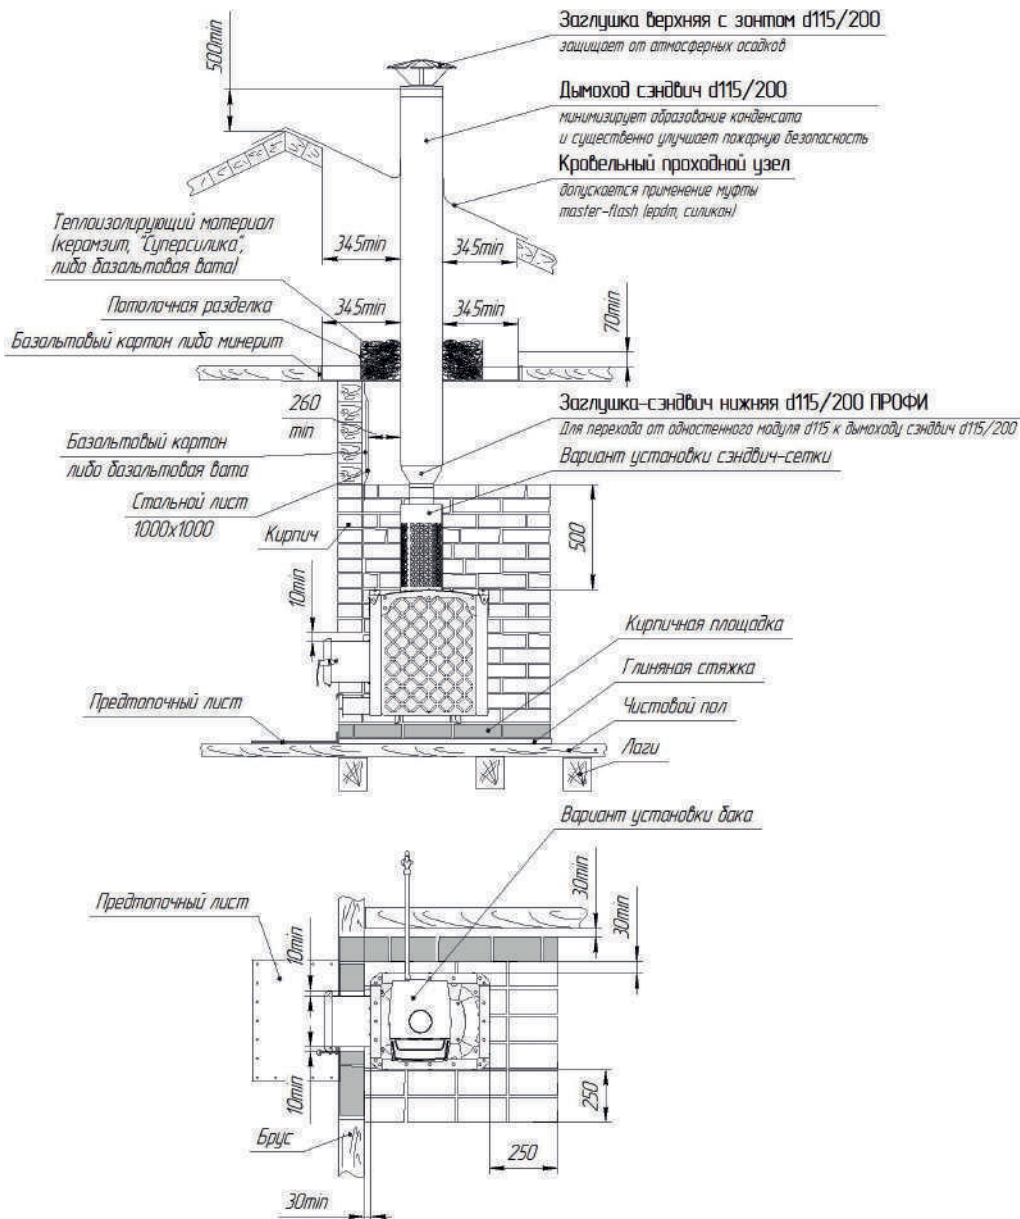 Заглушка верхняя с зонтом d115/200
защищает от атмосферных осадков
500min
Дымоход сэндвич d115/200
минимизирует образование конденсата
и существенно улучшает пожарную безопасность
Кровельный проходной узел
допускается применение муфты
master-flash (epdm, силикон)
Теплоизолирующий материал
(керамзит, "Суперсилика",
либо базальтовая вата)
345min
345min
Потолочная разделка
345min
345min
70min
Базальтовый картон либо минерит
260
min
Заглушка-сэндвич нижняя d115/200 ПРОФИ
Для перехода от одностенного модуля d115 к дымоходу сэндвич d115/200
Базальтовый картон
либо базальтовая вата
Вариант установки сэндвич-сетки
Стальной лист
1000х1000
Кирпич
500
10min
Кирпичная площадка
Глиняная стяжка
Предтопочный лист
Чистовой пол
Лаги
Вариант установки бака
30min
30min
Предтопочный лист
10min
10min
250
Брус
250
30min